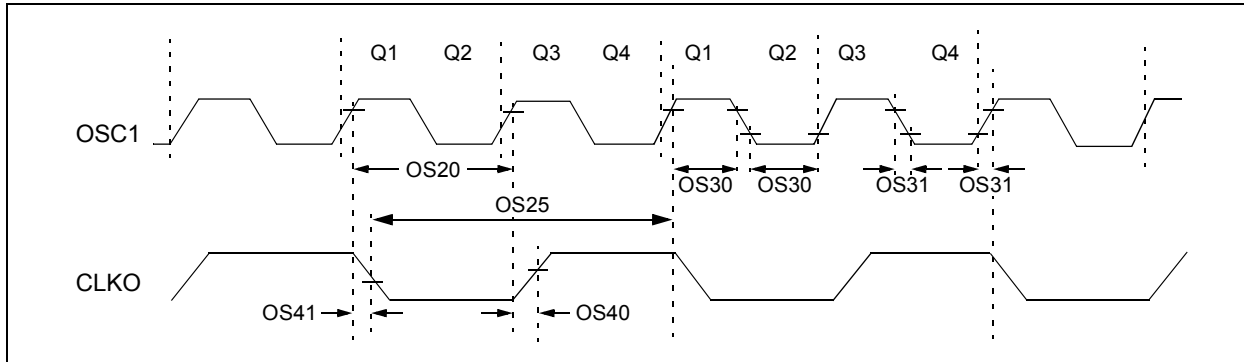 Q1 Q2 Q3 Q4 Q1 Q2 Q3 Q4
OSC1
OS20 OS30 OS30 OS31 OS31
OS25
CLKO
OS41 OS40